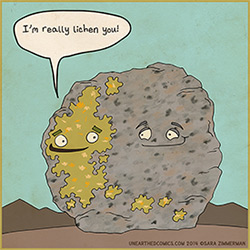 I'm really lichen you!
UNEARTHEDCOMICS.COM 2014 ©SARA ZIMMERMAN